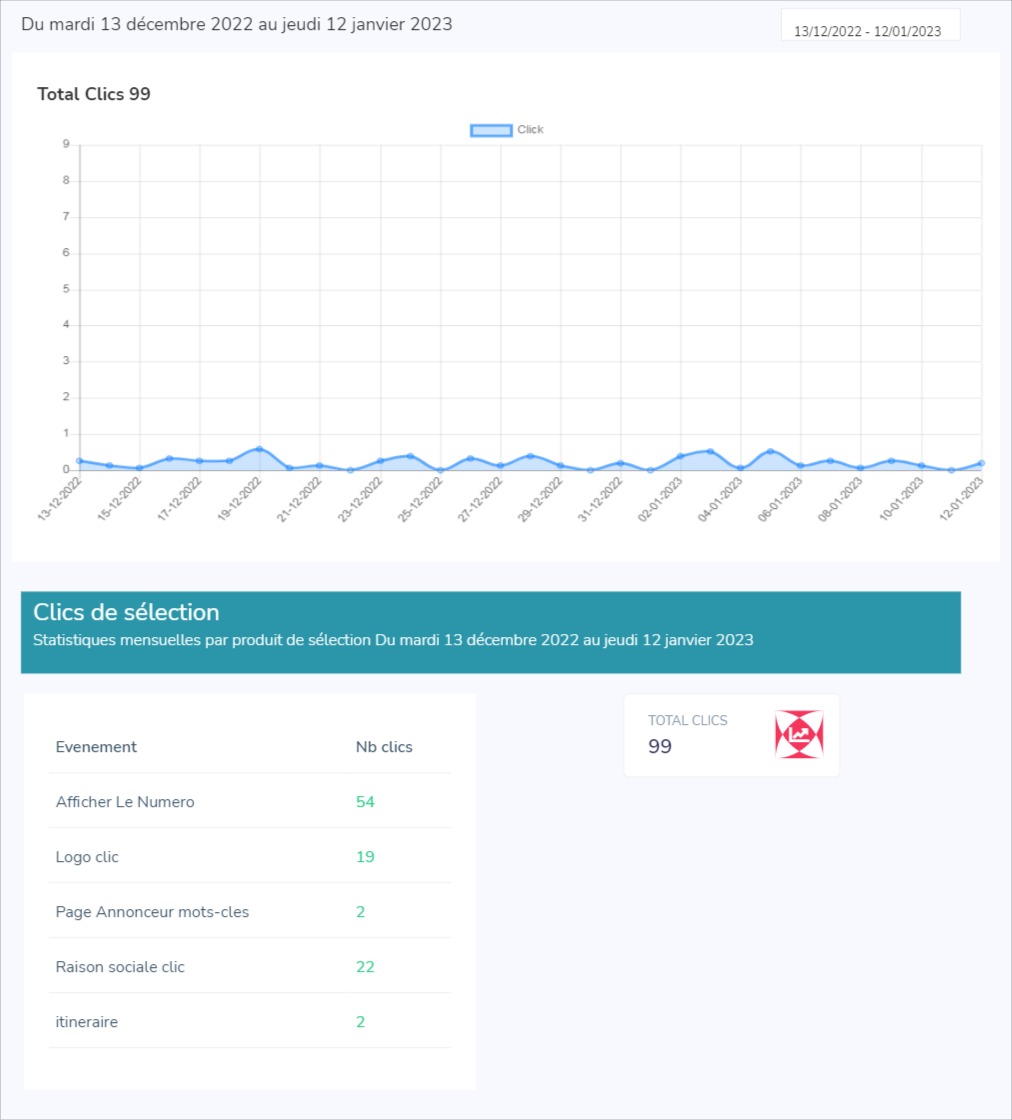 Du mardi 13 décembre 2022 au jeudi 12 janvier 2023
13/12/2022 - 12/01/2023
Total Clics 99
Click
9
8
7
6
5
4
3
2
1
0
13-12-2022
15-12-2022
17-12-2022
19-12-2022
21-12-2022
23-12-2022
25-12-2022
27-12-2022
29-12-2022
31-12-2022
02-01-2023
04-01-2023
06-01-2023
08-01-2023
10-01-2023
12-01-2023
Clics de sélection
Statistiques mensuelles par produit de sélection Du mardi 13 décembre 2022 au jeudi 12 janvier 2023
Evenement Nb clics
Afficher Le Numero 54
Logo clic 19
Page Annonceur mots-cles 2
Raison sociale clic 22
itineraire 2
TOTAL CLICS
99